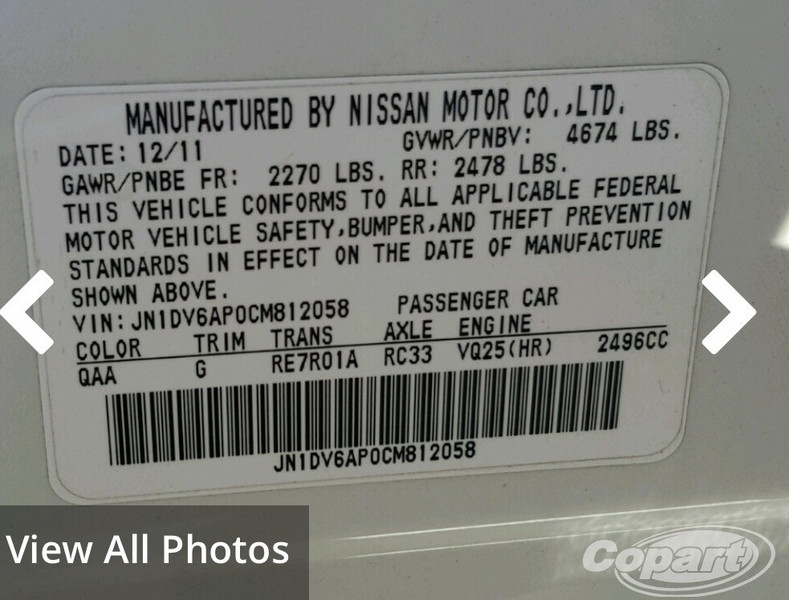 MANUFACTURED BY NISSAN MOTOR CO.,LTD.
DATE: 12/11 GVWR/PNBV: 4674 LBS.
GAWR/PNBE FR: 2270 LBS. RR: 2478 LBS.
THIS VEHICLE CONFORMS TO ALL APPLICABLE FEDERAL
MOTOR VEHICLE SAFETY,BUMPER,AND THEFT PREVENTION
STANDARDS IN EFFECT ON THE DATE OF MANUFACTURE
SHOWN ABOVE.
VIN: JN1DV6AP0CM812058 PASSENGER CAR
COLOR TRIM TRANS AXLE ENGINE
QAA G RE7R01A RC33 VQ25(HR) 2496CC
JN1DV6AP0CM812058
View All Photos
Copart